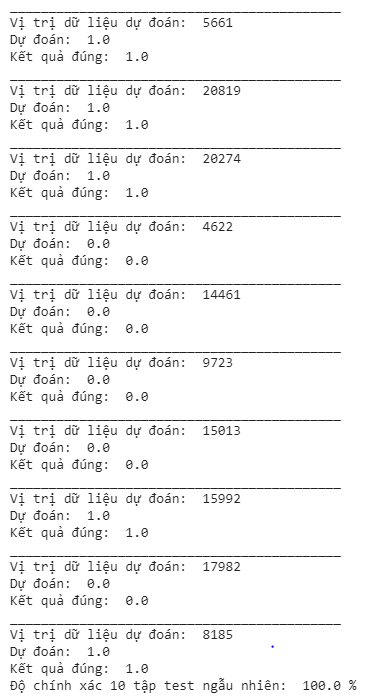 Vị trí dữ liệu dự đoán:  5661
Dự đoán:  1.0
Kết quả đúng:  1.0
Vị trí dữ liệu dự đoán:  20819
Dự đoán:  1.0
Kết quả đúng:  1.0
Vị trí dữ liệu dự đoán:  20274
Dự đoán:  1.0
Kết quả đúng:  1.0
Vị trí dữ liệu dự đoán:  4622
Dự đoán:  0.0
Kết quả đúng:  0.0
Vị trí dữ liệu dự đoán:  14461
Dự đoán:  0.0
Kết quả đúng:  0.0
Vị trí dữ liệu dự đoán:  9723
Dự đoán:  0.0
Kết quả đúng:  0.0
Vị trí dữ liệu dự đoán:  15013
Dự đoán:  0.0
Kết quả đúng:  0.0
Vị trí dữ liệu dự đoán:  15992
Dự đoán:  1.0
Kết quả đúng:  1.0
Vị trí dữ liệu dự đoán:  17982
Dự đoán:  0.0
Kết quả đúng:  0.0
Vị trí dữ liệu dự đoán:  8185
Dự đoán:  1.0
Kết quả đúng:  1.0
Độ chính xác 10 tập test ngẫu nhiên:  100.0 %